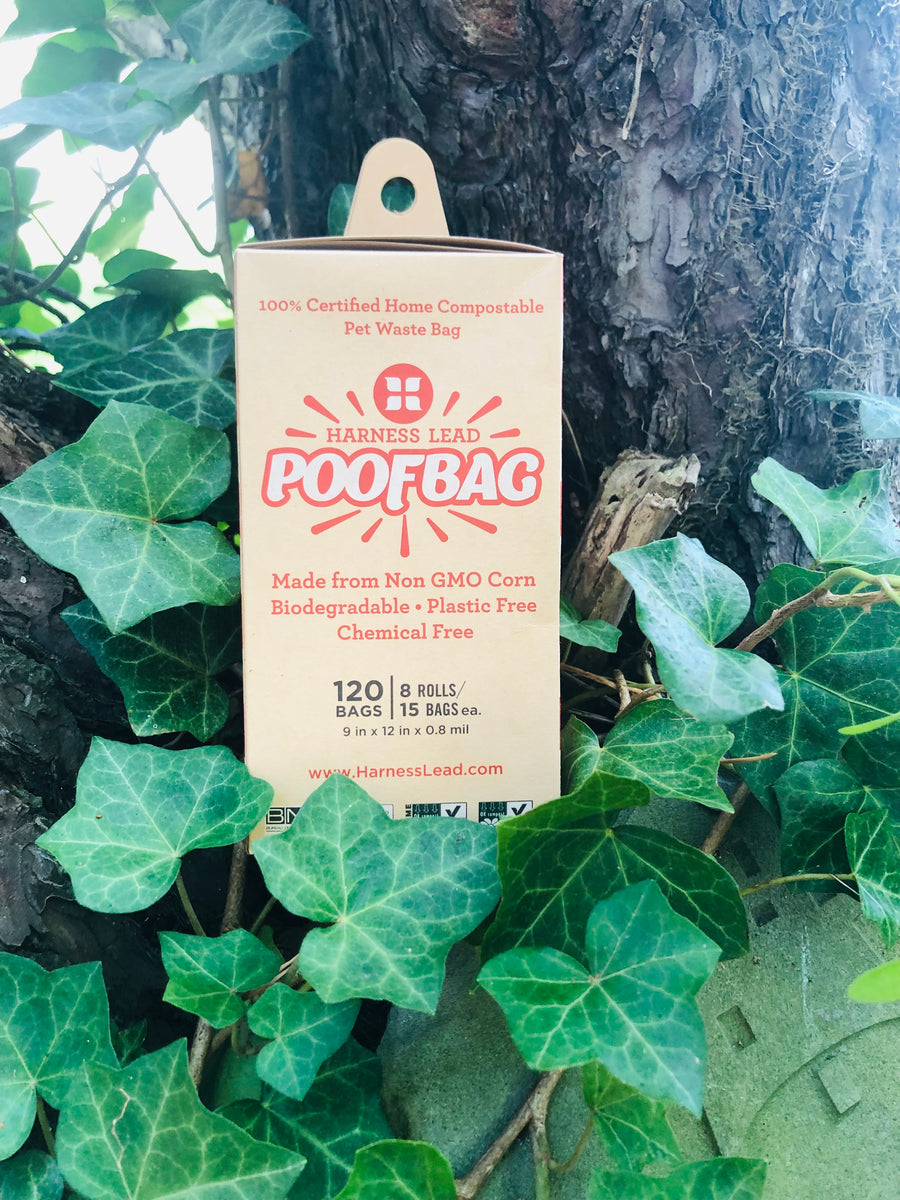 100% Certified Home Compostable
Pet Waste Bag
HARNESS LEAD
POOFBAG
Made from Non GMO Corn
Biodegradable • Plastic Free
Chemical Free
120 BAGS
8 ROLLS/
15 BAGS ea.
9 in x 12 in x 0.8 mil
www.HarnessLead.com